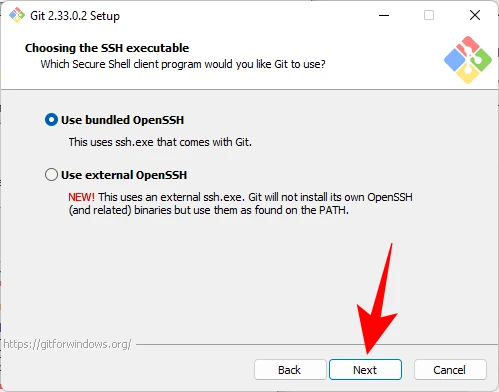 Git 2.33.0.2 Setup
Choosing the SSH executable
Which Secure Shell client program would you like Git to use?
Use bundled OpenSSH
This uses ssh.exe that comes with Git.
Use external OpenSSH
NEW! This uses an external ssh.exe. Git will not install its own OpenSSH
(and related) binaries but use them as found on the PATH.
https://gitforwindows.org/
Back Next Cancel